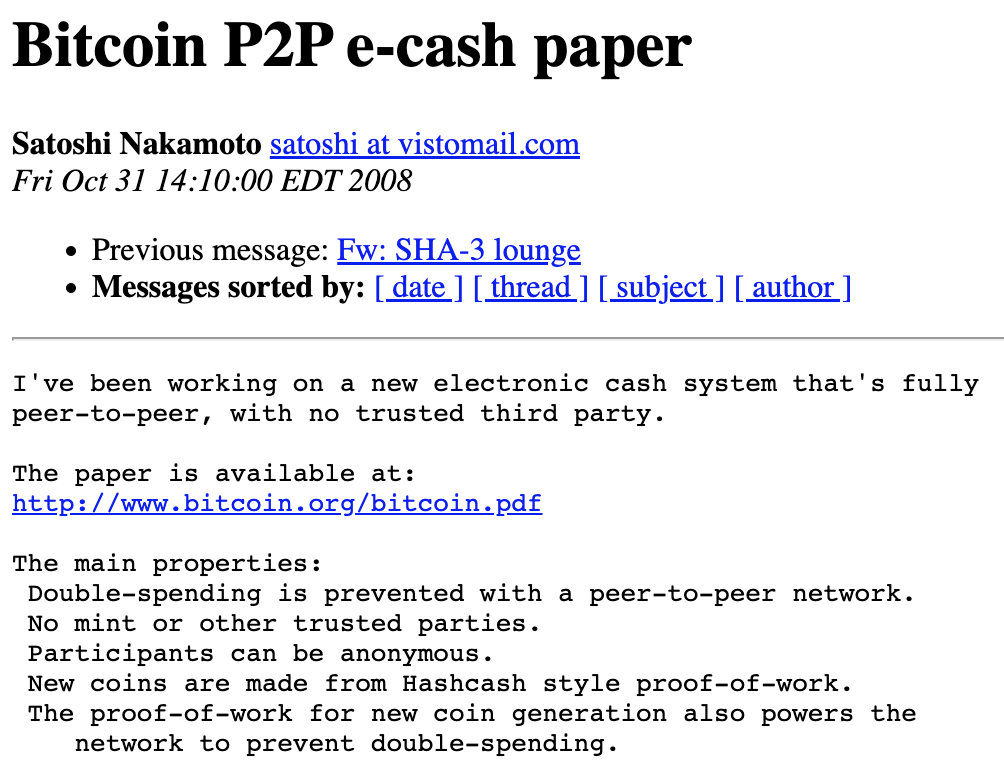 Bitcoin P2P e-cash paper
Satoshi Nakamoto satoshi at vistomail.com
Fri Oct 31 14:10:00 EDT 2008
• Previous message: Fw: SHA-3 lounge
• Messages sorted by: [ date ] [ thread ] [ subject ] [ author ]
I've been working on a new electronic cash system that's fully
peer-to-peer, with no trusted third party.
The paper is available at:
http://www.bitcoin.org/bitcoin.pdf
The main properties:
Double-spending is prevented with a peer-to-peer network.
No mint or other trusted parties.
Participants can be anonymous.
New coins are made from Hashcash style proof-of-work.
The proof-of-work for new coin generation also powers the
network to prevent double-spending.